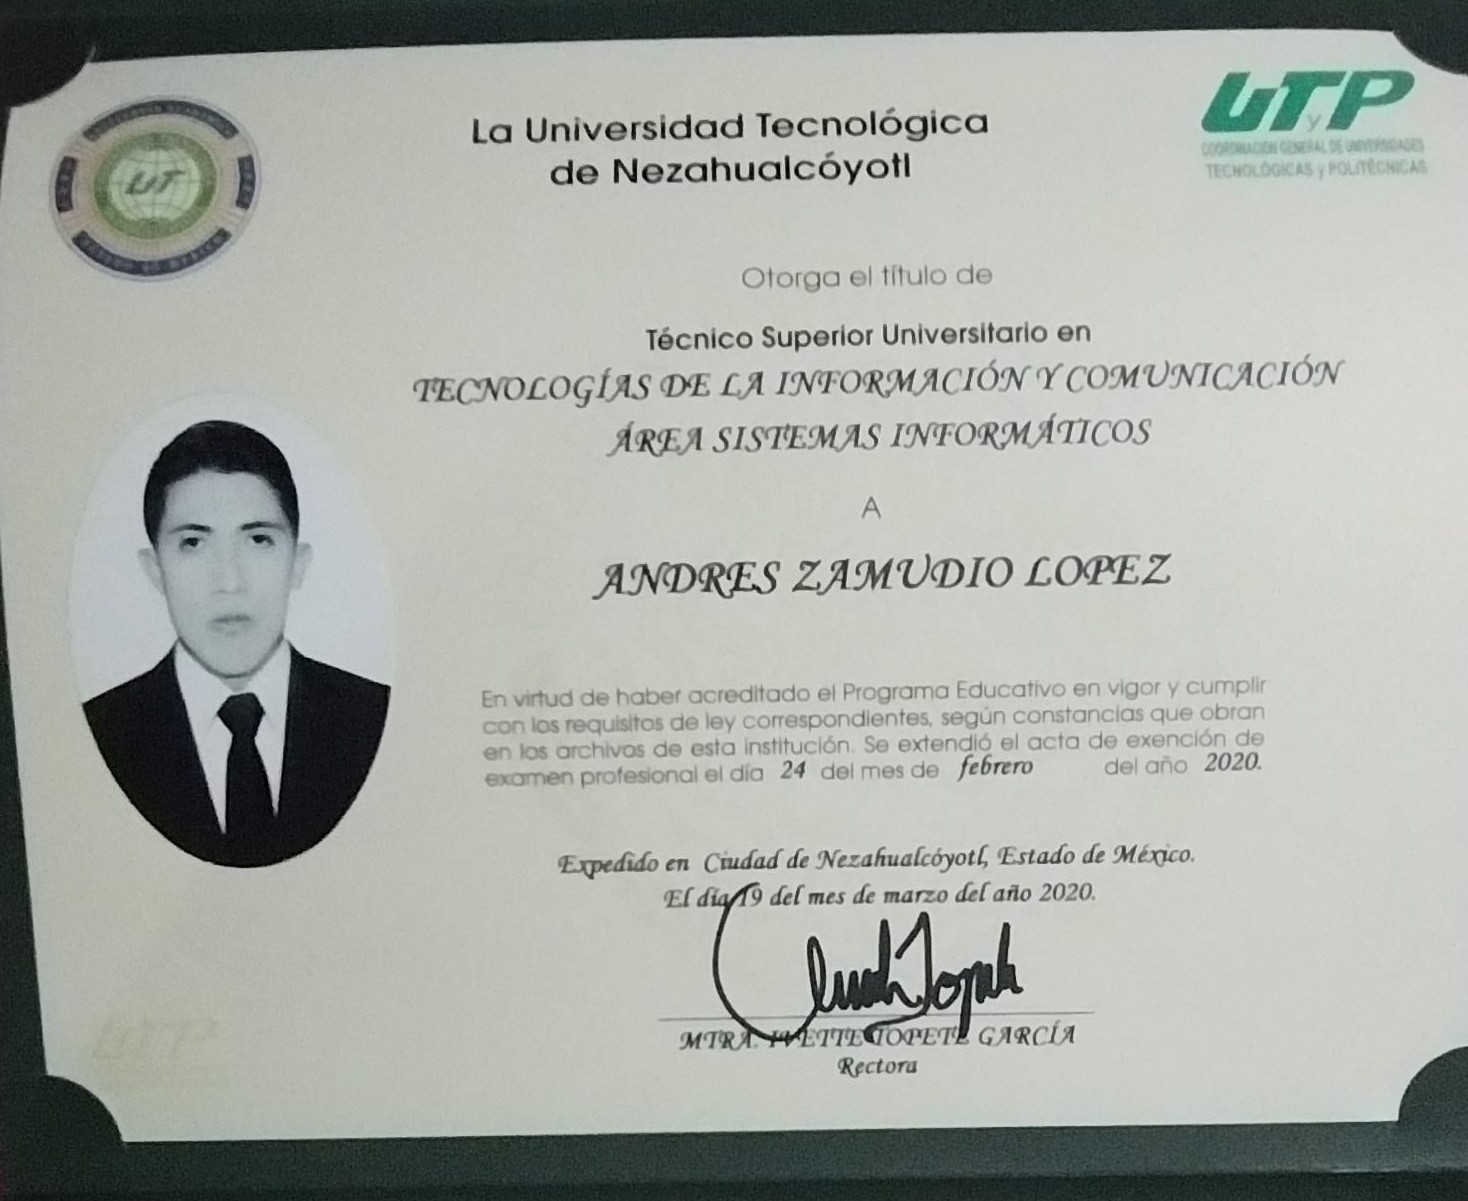 La Universidad Tecnológica
de Nezahualcóyotl
UT
UTyP
COORDINACIÓN GENERAL DE UNIVERSIDADES
TECNOLÓGICAS y POLITÉCNICAS
Otorga el título de
Técnico Superior Universitario en
TECNOLOGÍAS DE LA INFORMACIÓN Y COMUNICACIÓN
ÁREA SISTEMAS INFORMÁTICOS
A
ANDRES ZAMUDIO LOPEZ
En virtud de haber acreditado el Programa Educativo en vigor y cumplir
con los requisitos de ley correspondientes, según constancias que obran
en los archivos de esta institución. Se extendió el acta de exención de
examen profesional el día 24 del mes de febrero del año 2020.
Expedido en Ciudad de Nezahualcóyotl, Estado de México.
El día 19 del mes de marzo del año 2020.
MTRA. IVETTE TOPETE GARCÍA
Rectora
UTP